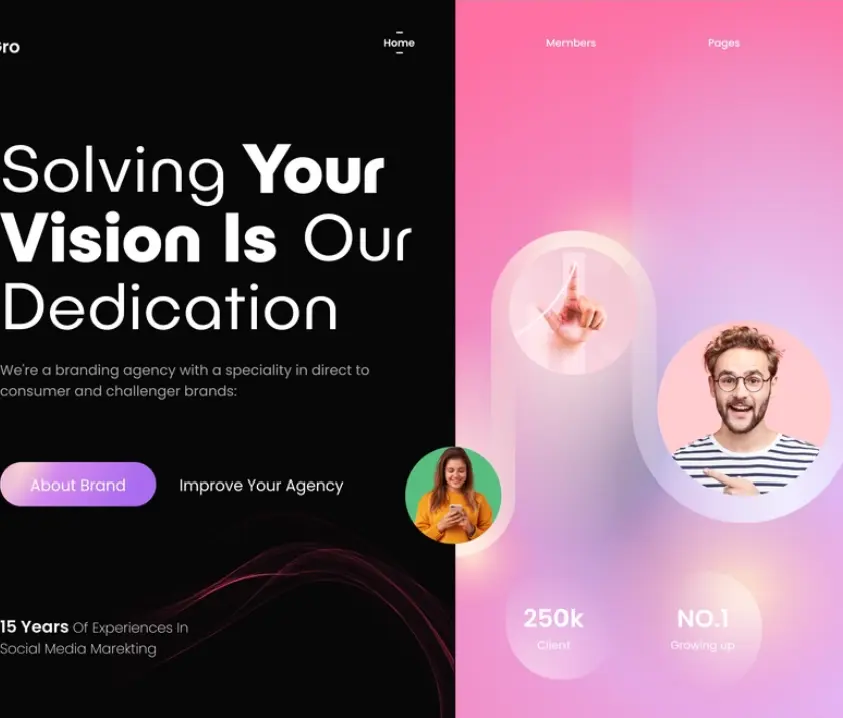 Gro
Home
Members
Pages
Solving Your
Vision Is Our
Dedication
We're a branding agency with a speciality in direct to
consumer and challenger brands:
About Brand
Improve Your Agency
15 Years Of Experiences In
Social Media Marekting
250k
Client
NO.1
Growing up